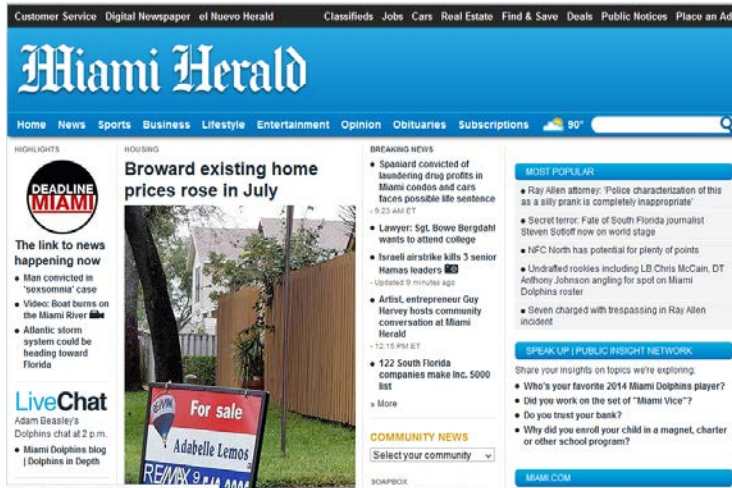 Customer Service Digital Newspaper el Nuevo Herald Classifieds Jobs Cars Real Estate Find & Save Deals Public Notices Place an Ad
Miami Herald
Home News Sports Business Lifestyle Entertainment Opinion Obituaries Subscriptions 90°
HIGHLIGHTS
DEADLINE
MIAMI
The link to news
happening now
• Man convicted in
'sexsomnia' case
• Video: Boat burns on
the Miami River
• Atlantic storm
system could be
heading toward
Florida
LiveChat
Adam Beasley's
Dolphins chat at 2 p.m.
• Miami Dolphins blog
| Dolphins in Depth
HOUSING
Broward existing home
prices rose in July
RE/MAX
For sale
Adabelle Lemos
RE/MAX 9
BREAKING NEWS
• Spaniard convicted of
laundering drug profits in
Miami condos and cars
faces possible life sentence
- 9:23 AM ET
• Lawyer: Sgt. Bowe Bergdahl
wants to attend college
• Israeli airstrike kills 3 senior
Hamas leaders
- Updated 9 minutes ago
• Artist, entrepreneur Guy
Harvey hosts community
conversation at Miami
Herald
- 12:15 PM ET
• 122 South Florida
companies make Inc. 5000
list
» More
COMMUNITY NEWS
Select your community
SOAPBOX
MOST POPULAR
• Ray Allen attorney: 'Police characterization of this
as a silly prank is completely inappropriate'
• Secret terror: Fate of South Florida journalist
Steven Sotloff now on world stage
• NFC North has potential for plenty of points
• Undrafted rookies including LB Chris McCain, DT
Anthony Johnson angling for spot on Miami
Dolphins roster
• Seven charged with trespassing in Ray Allen
incident
SPEAK UP | PUBLIC INSIGHT NETWORK
Share your insights on topics we're exploring:
• Who's your favorite 2014 Miami Dolphins player?
• Did you work on the set of "Miami Vice"?
• Do you trust your bank?
• Why did you enroll your child in a magnet, charter
or other school program?
MIAMI.COM